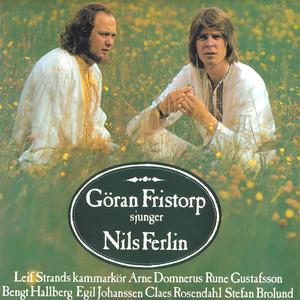 Göran Fristorp
sjunger
Nils Ferlin
Leif Strands kammarkör Arne Domnerus Rune Gustafsson
Bengt Hallberg Egil Johanssen Claes Rosendahl Stefan Brolund